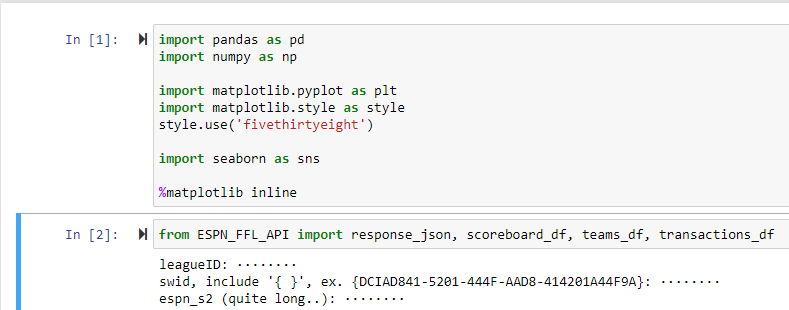 In [1]:
import pandas as pd
import numpy as np
import matplotlib.pyplot as plt
import matplotlib.style as style
style.use('fivethirtyeight')
import seaborn as sns
%matplotlib inline
In [2]:
from ESPN_FFL_API import response_json, scoreboard_df, teams_df, transactions_df
leagueID: ········
swid, include '{ }', ex. {DCIAD841-5201-444F-AAD8-414201A44F9A}: ········
espn_s2 (quite long..): ········